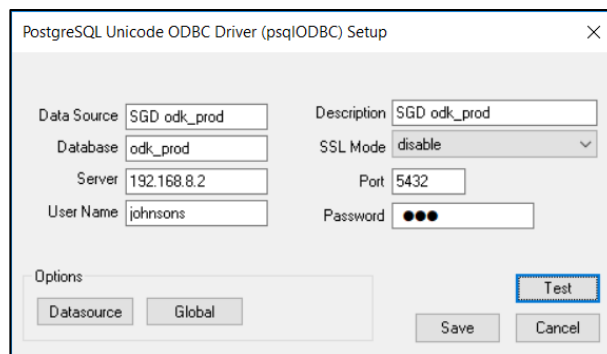 PostgreSQL Unicode ODBC Driver (psqlODBC) Setup
Data Source SGD odk_prod
Description SGD odk_prod
Database odk_prod
SSL Mode disable
Server 192.168.8.2
Port 5432
User Name johnsons
Password ●●●
Options
Datasource
Global
Test
Save
Cancel